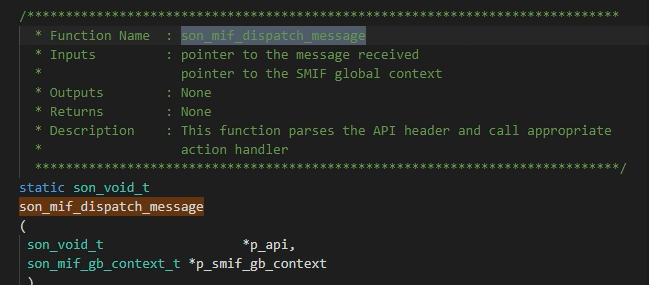 /*****************************************************************************
* Function Name : son_mif_dispatch_message
* Inputs : pointer to the message received
* pointer to the SMIF global context
* Outputs : None
* Returns : None
* Description : This function parses the API header and call appropriate
* action handler
****************************************************************************/
static son_void_t
son_mif_dispatch_message
(
son_void_t *p_api,
son_mif_gb_context_t *p_smif_gb_context
)